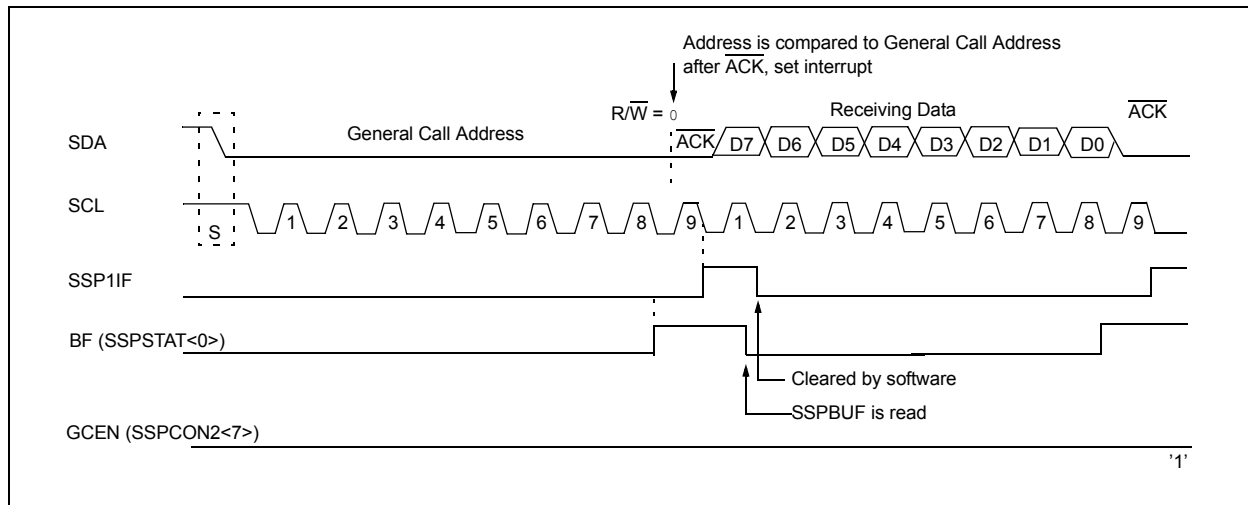 Address is compared to General Call Address
after ACK, set interrupt
R/W = 0
Receiving Data
ACK
General Call Address
SDA
ACK
D7 D6 D5 D4 D3 D2 D1 D0
SCL
S
1 2 3 4 5 6 7 8 9 1 2 3 4 5 6 7 8 9
SSP1IF
BF (SSPSTAT<0>)
Cleared by software
SSPBUF is read
GCEN (SSPCON2<7>)
'1'